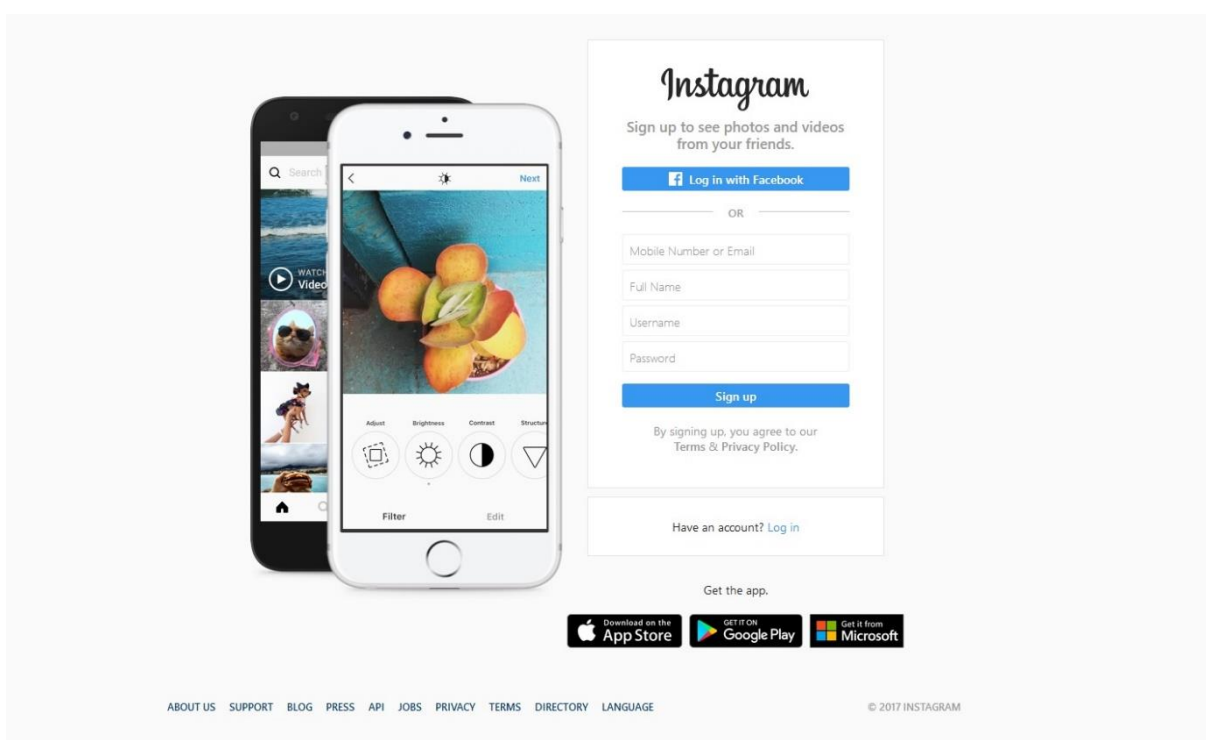 Instagram
Sign up to see photos and videos
from your friends.
Log in with Facebook
OR
Mobile Number or Email
Full Name
Username
Password
Sign up
By signing up, you agree to our
Terms & Privacy Policy.
Have an account? Log in
Get the app.
Download on the
App Store
GET IT ON
Google Play
Get it from
Microsoft
Search
WATCH
Video
Next
Adjust Brightness Contrast Structure
Filter Edit
ABOUT US SUPPORT BLOG PRESS API JOBS PRIVACY TERMS DIRECTORY LANGUAGE
© 2017 INSTAGRAM